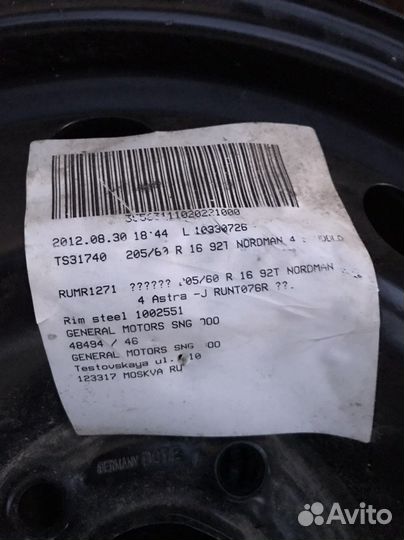 2012.08.30 18:44 L 10330726
TS31740 205/60 R 16 92T NORDMAN 4
RUMR1271 ?????? 205/60 R 16 92T NORDMAN
4 Astra -J RUNT076R ??.
Rim steel 1002551
GENERAL MOTORS SNG OOO
48494 / 46
GENERAL MOTORS SNG OOO
Testovskaya ul. 10
123317 MOSKVA RU
GERMANY
Avito